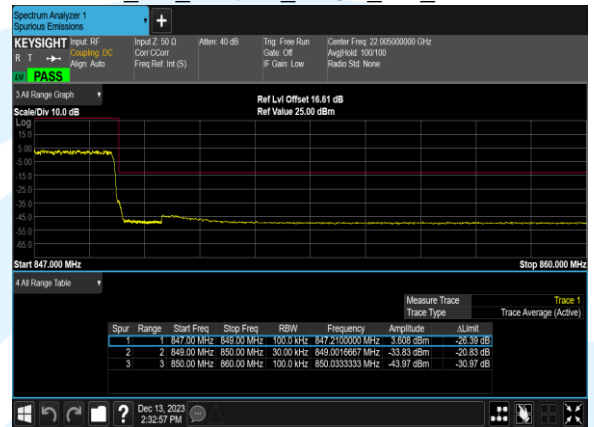 Spectrum Analyzer 1
Spurious Emissions
+
KEYSIGHT Input: RF Input Z: 50 Ω Atten: 40 dB Trig: Free Run Center Freq: 22.005000000 GHz
R T Coupling: DC Corr CCorr Gate: Off Avg|Hold: 100/100
Align: Auto Freq Ref: Int (S) IF Gain: Low Radio Std: None
LV PASS
3 All Range Graph
Ref Lvl Offset 16.61 dB
Scale/Div 10.0 dB Ref Value 25.00 dBm
Log
15.0
5.00
-5.00
-15.0
-25.0
-35.0
-45.0
-55.0
-65.0
Start 847.000 MHz Stop 860.000 MHz
4 All Range Table
Measure Trace Trace 1
Trace Type Trace Average (Active)
Spur Range Start Freq Stop Freq RBW Frequency Amplitude ΔLimit
1 1 847.00 MHz 849.00 MHz 100.0 kHz 847.2100000 MHz 3.608 dBm -26.39 dB
2 2 849.00 MHz 850.00 MHz 30.00 kHz 849.0016667 MHz -33.83 dBm -20.83 dB
3 3 850.00 MHz 860.00 MHz 100.0 kHz 850.0333333 MHz -43.97 dBm -30.97 dB
? Dec 13, 2023
2:32:57 PM